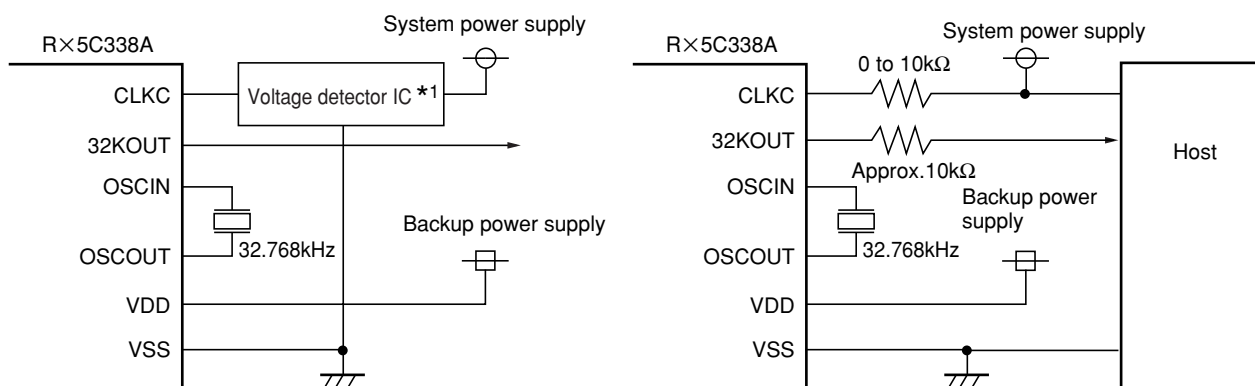 System power supply
R×5C338A
CLKC
Voltage detector IC *1
32KOUT
OSCIN
OSCOUT
32.768kHz
Backup power supply
VDD
VSS
System power supply
R×5C338A
0 to 10kΩ
CLKC
32KOUT
Approx.10kΩ
Host
OSCIN
OSCOUT
32.768kHz
Backup power
supply
VDD
VSS